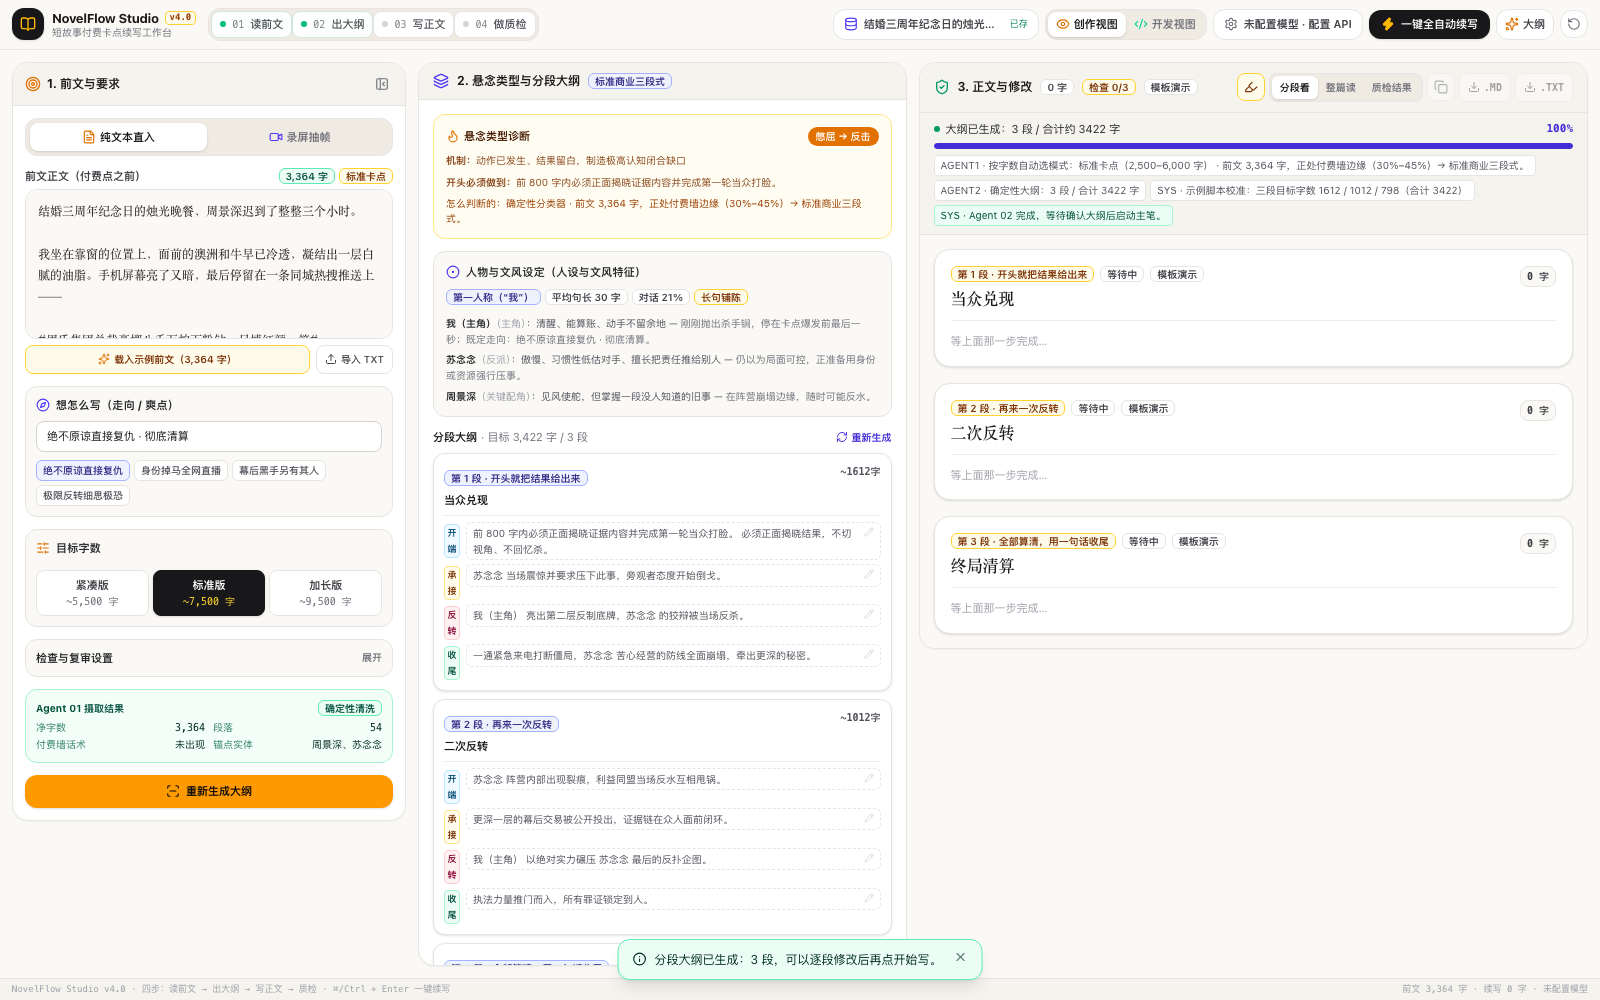 NovelFlow Studio v4.0
短故事付费卡点续写工作台
01 读前文
02 出大纲
03 写正文
04 做质检
结婚三周年纪念日的烛光… 已存
创作视图
开发视图
未配置模型 · 配置 API
一键全自动续写
大纲
1. 前文与要求
纯文本直入
录屏抽帧
前文正文（付费点之前） 3,364 字 标准卡点
结婚三周年纪念日的烛光晚餐，周景深迟到了整整三个小时。
我坐在靠窗的位置上，面前的澳洲和牛早已冷透，凝结出一层白
腻的油脂。手机屏幕亮了又暗，最后停留在一条同城热搜推送上
——
载入示例前文（3,364 字）
导入 TXT
想怎么写（走向 / 爽点）
绝不原谅直接复仇 · 彻底清算
绝不原谅直接复仇
身份掉马全网直播
幕后黑手另有其人
极限反转细思极恐
目标字数
紧凑版
~5,500 字
标准版
~7,500 字
加长版
~9,500 字
检查与复审设置 展开
Agent 01 摄取结果 确定性清洗
净字数 3,364 段落 54
付费墙话术 未出现 锚点实体 周景深、苏念念
重新生成大纲
2. 悬念类型与分段大纲 标准商业三段式
悬念类型诊断 憋屈 → 反击
机制：动作已发生、结果留白，制造极高认知闭合缺口
开头必须做到：前 800 字内必须正面揭晓证据内容并完成第一轮当众打脸。
怎么判断的：确定性分类器 · 前文 3,364 字，正处付费墙边缘（30%–45%）→ 标准商业三段
式。
人物与文风设定（人设与文风特征）
第一人称（“我”） 平均句长 30 字 对话 21% 长句铺陈
我（主角）（主角）：清醒、能算账、动手不留余地 — 刚刚抛出杀手锏，停在卡点爆发前最后一
秒；既定走向：绝不原谅直接复仇 · 彻底清算。
苏念念（反派）：傲慢、习惯性低估对手、擅长把责任推给别人 — 仍以为局面可控，正准备用身份
或资源强行压事。
周景深（关键配角）：见风使舵，但掌握一段没人知道的旧事 — 在阵营崩塌边缘，随时可能反水。
分段大纲 · 目标 3,422 字 / 3 段 重新生成
第 1 段 · 开头就把结果给出来 ~1612字
当众兑现
开端 前 800 字内必须正面揭晓证据内容并完成第一轮当众打脸。 必须正面揭晓结果，不切
视角、不回忆杀。
承接 苏念念 当场震惊并要求压下此事，旁观者态度开始倒戈。
反转 我（主角） 亮出第二层反制底牌，苏念念 的狡辩被当场反杀。
收尾 一通紧急来电打断僵局，苏念念 苦心经营的防线全面崩塌，牵出更深的秘密。
第 2 段 · 再来一次反转 ~1012字
二次反转
开端 苏念念 阵营内部出现裂痕，利益同盟当场反水互相甩锅。
承接 更深一层的幕后交易被公开投出，证据链在众人面前闭环。
反转 我（主角） 以绝对实力碾压 苏念念 最后的反扑企图。
收尾 执法力量推门而入，所有罪证锁定到人。
3. 正文与修改 0 字 检查 0/3 模板演示
分段看 整篇读 质检结果 .MD .TXT
大纲已生成：3 段 / 合计约 3422 字 100%
AGENT1 · 按字数自动选模式：标准卡点（2,500–6,000 字） · 前文 3,364 字，正处付费墙边缘（30%–45%）→ 标准商业三段式。
AGENT2 · 确定性大纲：3 段 / 合计 3422 字
SYS · 示例脚本校准：三段目标字数 1612 / 1012 / 798（合计 3422）
SYS · Agent 02 完成，等待确认大纲后启动主笔。
第 1 段 · 开头就把结果给出来 等待中 模板演示 0 字
当众兑现
等上面那一步完成…
第 2 段 · 再来一次反转 等待中 模板演示 0 字
二次反转
等上面那一步完成…
第 3 段 · 全部算清，用一句话收尾 等待中 模板演示 0 字
终局清算
等上面那一步完成…
分段大纲已生成：3 段，可以逐段修改后再点开始写。
NovelFlow Studio v4.0 · 四步：读前文 → 出大纲 → 写正文 → 质检 · ⌘/Ctrl + Enter 一键续写
前文 3,364 字 · 续写 0 字 · 未配置模型